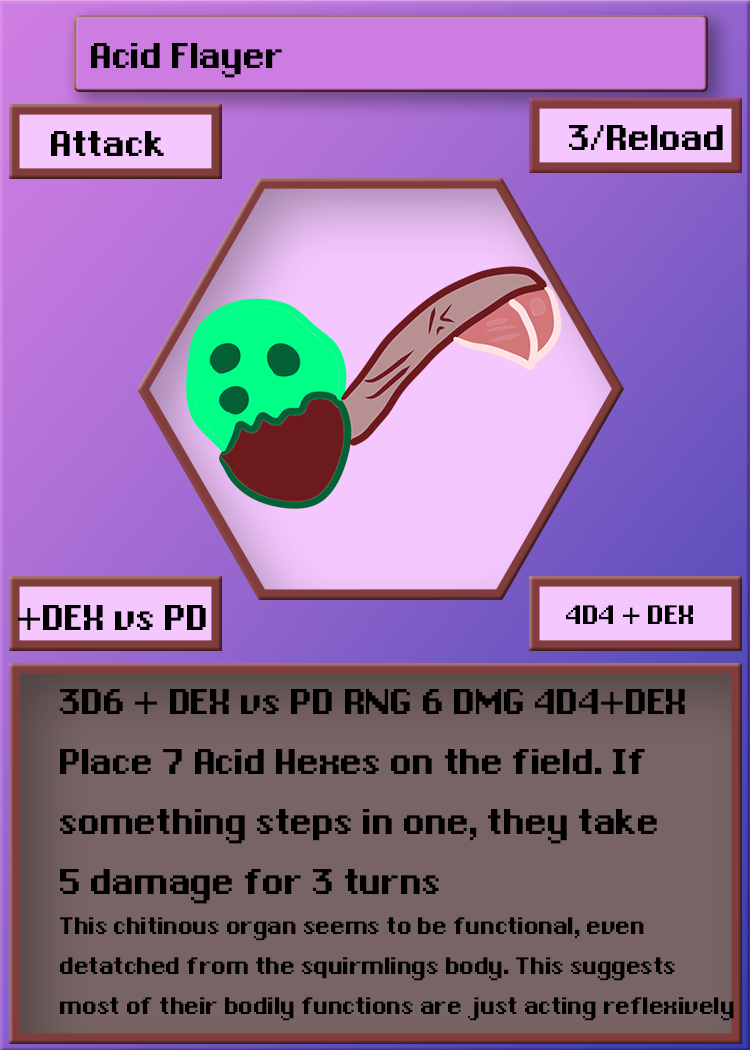 Acid Flayer
Attack
3/Reload
+DEX vs PD
4D4 + DEX
3D6 + DEX vs PD RNG 6 DMG 4D4+DEX
Place 7 Acid Hexes on the field. If
something steps in one, they take
5 damage for 3 turns
This chitinous organ seems to be functional, even
detatched from the squirmlings body. This suggests
most of their bodily functions are just acting reflexively